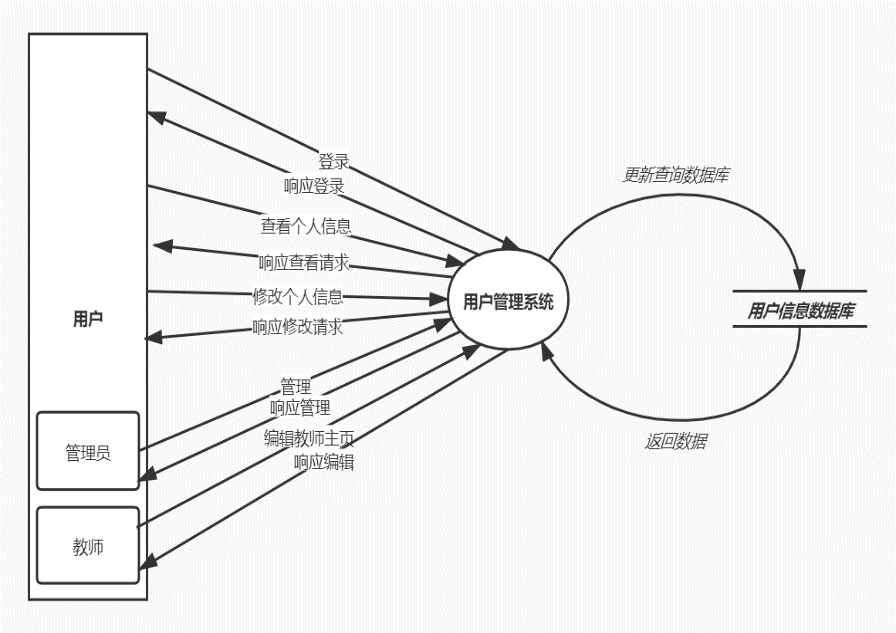 登录
响应登录
更新查询数据库
查看个人信息
响应查看请求
修改个人信息
响应修改请求
用户
用户管理系统
用户信息数据库
管理
响应管理
编辑教师主页
响应编辑
返回数据
管理员
教师